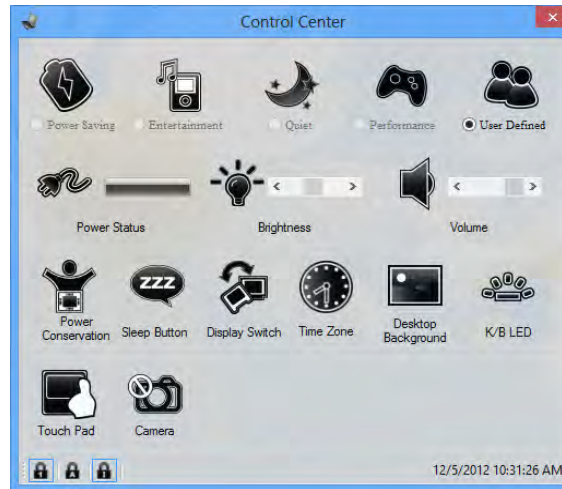 Control Center
Power Saving
Entertainment
Quiet
Performance
User Defined
Power Status
Brightness
Volume
ZZZ
Power
Conservation
Sleep Button
Display Switch
Time Zone
Desktop
Background
K/B LED
Touch Pad
Camera
12/5/2012 10:31:26 AM